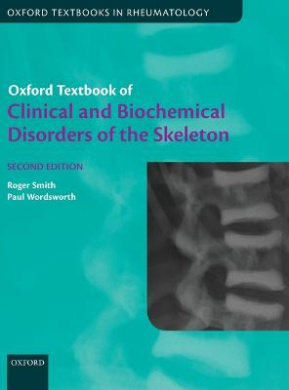 OXFORD TEXTBOOKS IN RHEUMATOLOGY
Oxford Textbook of
Clinical and Biochemical
Disorders of the Skeleton
SECOND EDITION
Roger Smith
Paul Wordsworth
OXFORD